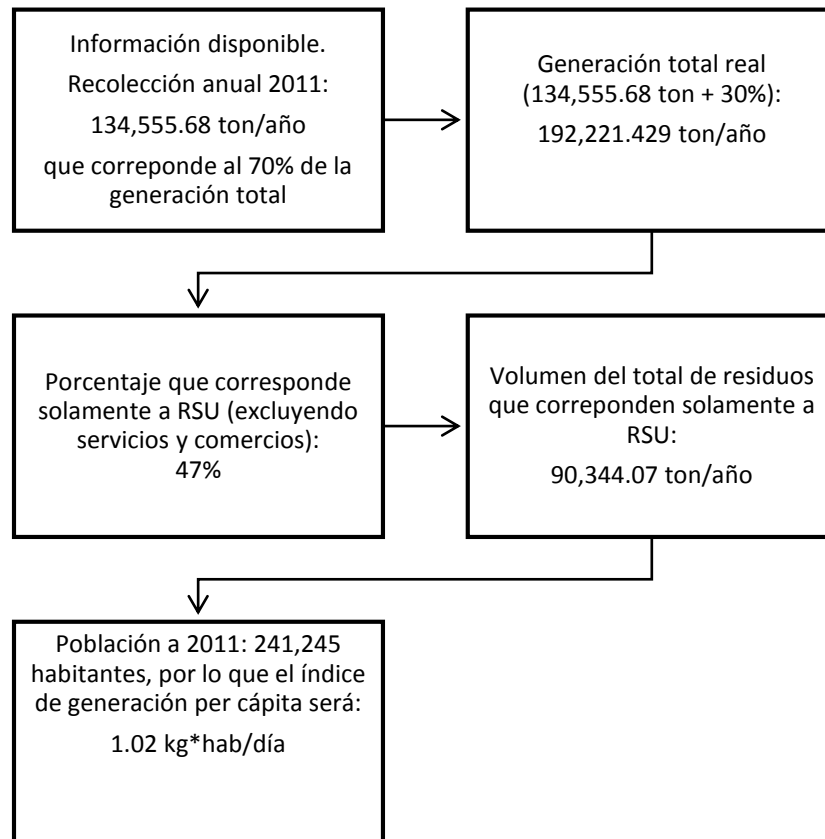 Información disponible.
Recolección anual 2011:
134,555.68 ton/año
que correponde al 70% de la
generación total
Generación total real
(134,555.68 ton + 30%):
192,221.429 ton/año
Porcentaje que corresponde
solamente a RSU (excluyendo
servicios y comercios):
47%
Volumen del total de residuos
que correponden solamente a
RSU:
90,344.07 ton/año
Población a 2011: 241,245
habitantes, por lo que el índice
de generación per cápita será:
1.02 kg*hab/día